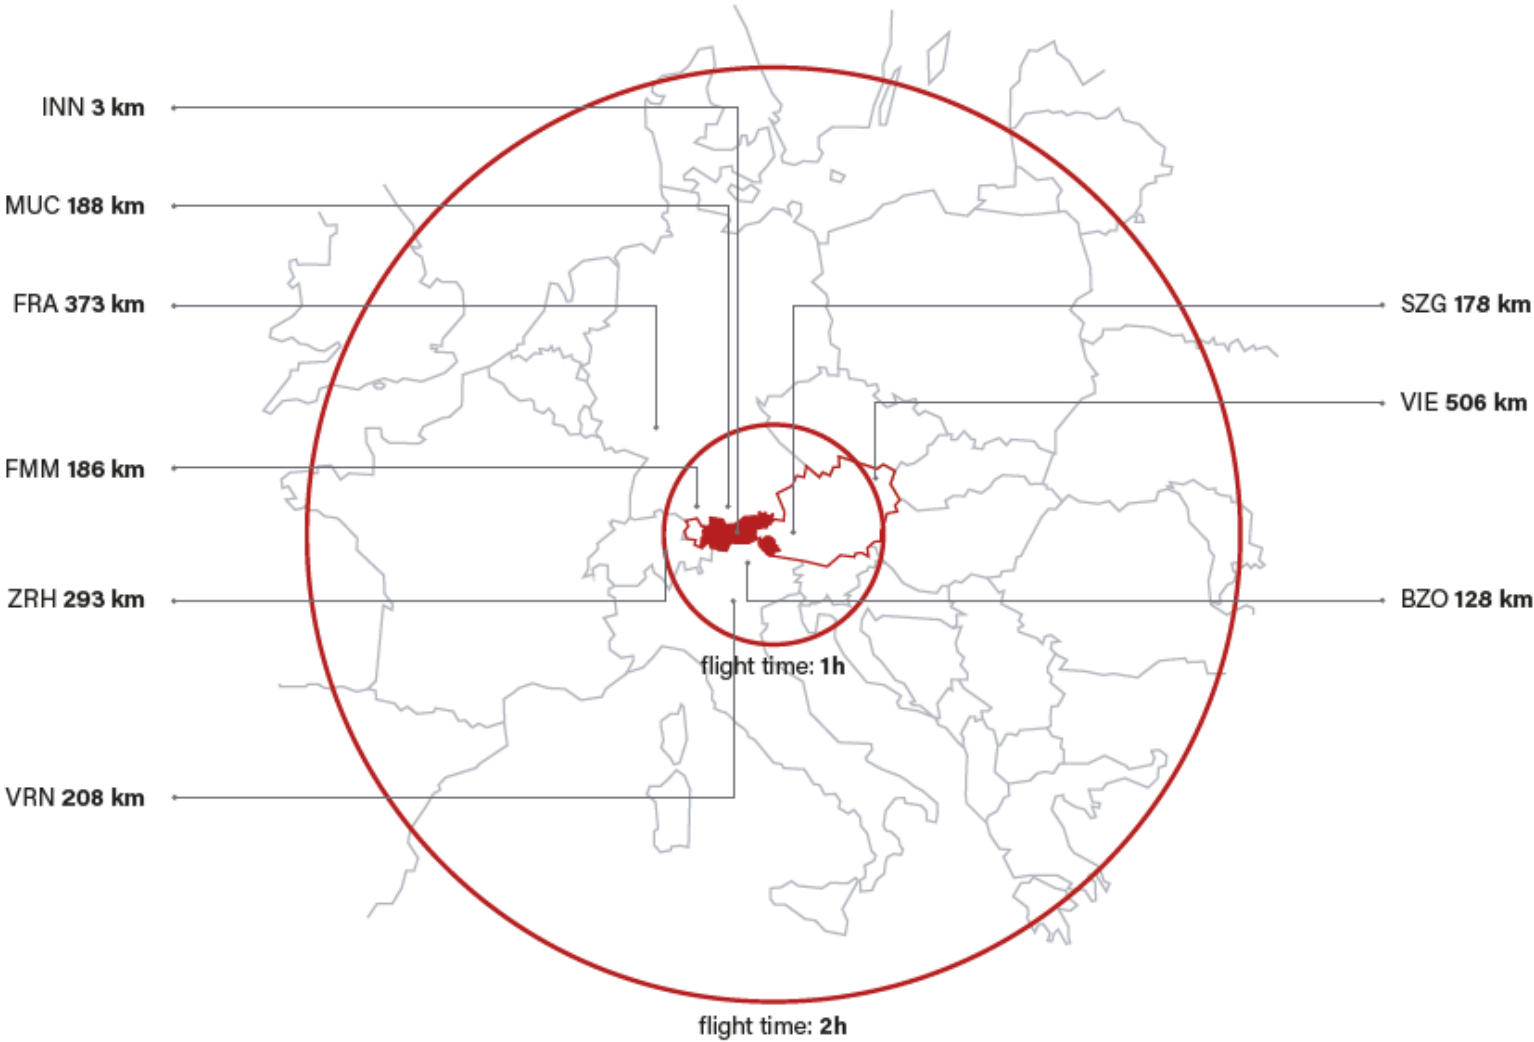 INN 3 km
MUC 188 km
FRA 373 km
SZG 178 km
VIE 506 km
FMM 186 km
ZRH 293 km
BZO 128 km
flight time: 1h
VRN 208 km
flight time: 2h